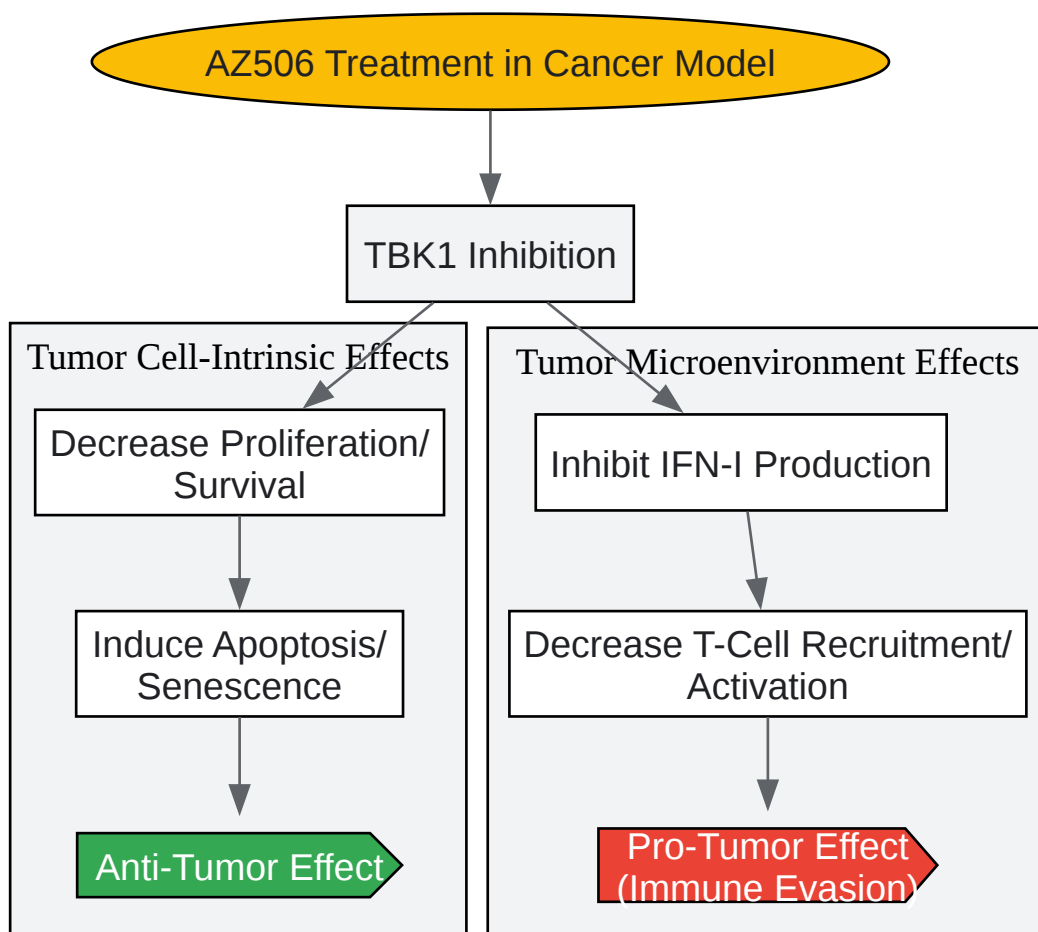 AZ506 Treatment in Cancer Model
TBK1 Inhibition
Tumor Cell-Intrinsic Effects
Decrease Proliferation/
Survival
Induce Apoptosis/
Senescence
Anti-Tumor Effect
Tumor Microenvironment Effects
Inhibit IFN-I Production
Decrease T-Cell Recruitment/
Activation
Pro-Tumor Effect
(Immune Evasion)